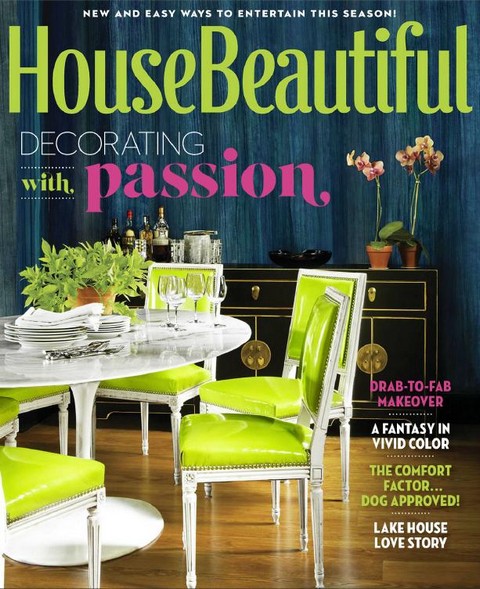 NEW AND EASY WAYS TO ENTERTAIN THIS SEASON!
HouseBeautiful
DECORATING
with passion
DRAB-TO-FAB
MAKEOVER
A FANTASY IN
VIVID COLOR
THE COMFORT
FACTOR...
DOG APPROVED!
LAKE HOUSE
LOVE STORY